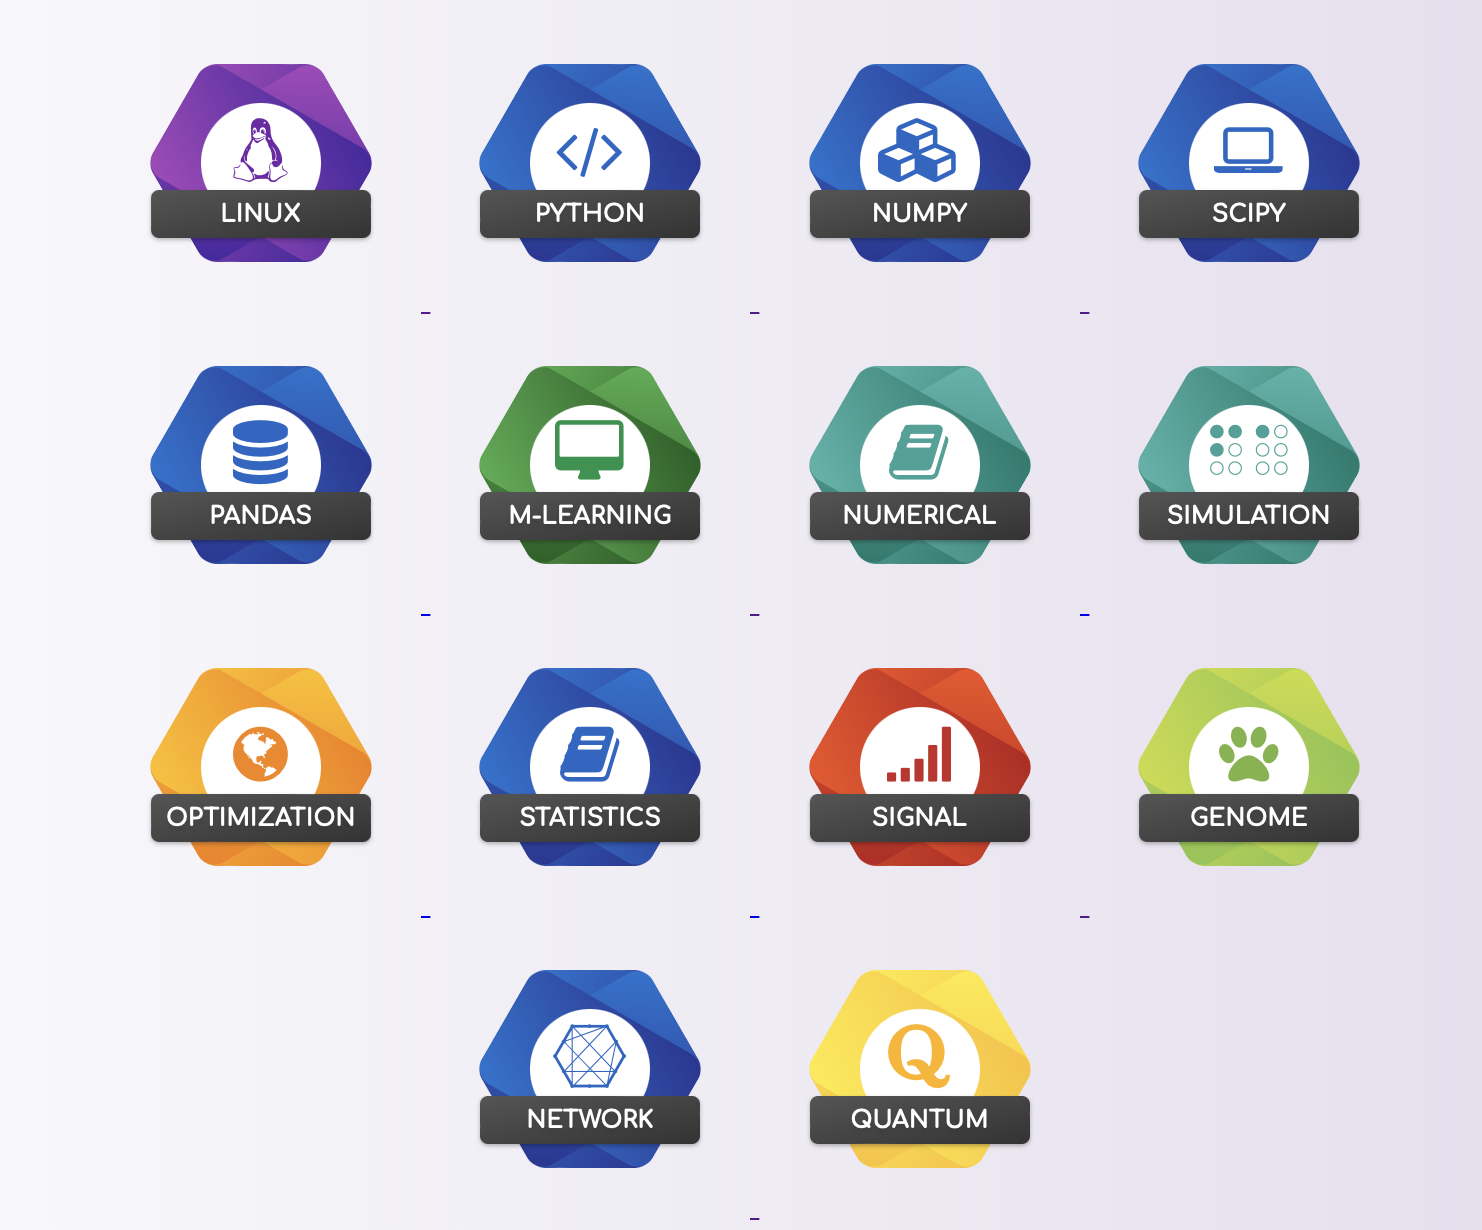 LINUX
PYTHON
NUMPY
SCIPY
PANDAS
M-LEARNING
NUMERICAL
SIMULATION
OPTIMIZATION
STATISTICS
SIGNAL
GENOME
Q
NETWORK
QUANTUM